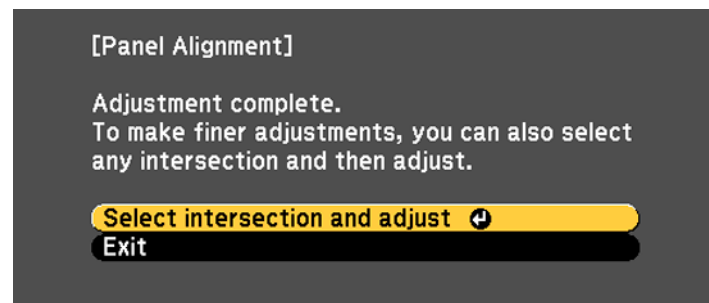 [Panel Alignment]
Adjustment complete.
To make finer adjustments, you can also select
any intersection and then adjust.
Select intersection and adjust
Exit